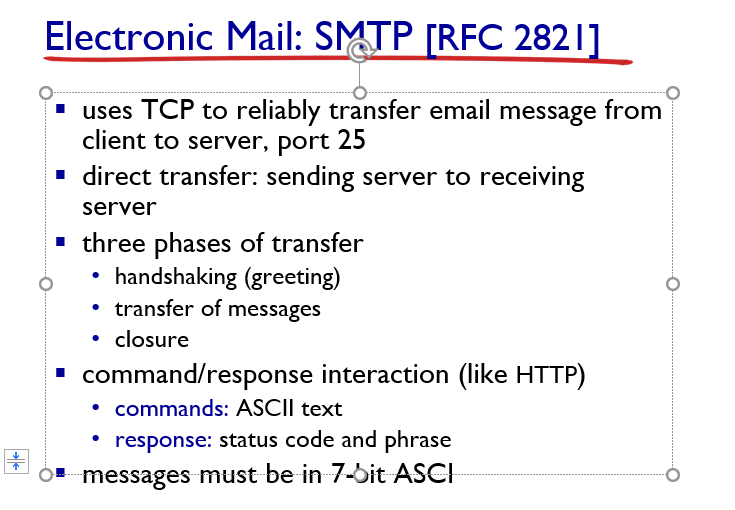 Electronic Mail: SMTP [RFC 2821]
▪ uses TCP to reliably transfer email message from
client to server, port 25
▪ direct transfer: sending server to receiving
server
▪ three phases of transfer
• handshaking (greeting)
• transfer of messages
• closure
▪ command/response interaction (like HTTP)
• commands: ASCII text
• response: status code and phrase
▪ messages must be in 7-bit ASCI